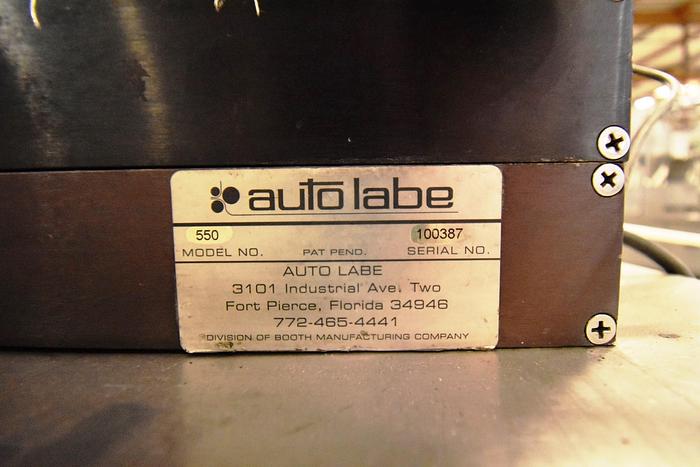 auto labe
550 100387
MODEL NO. PAT PEND. SERIAL NO.
AUTO LABE
3101 Industrial Ave. Two
Fort Pierce, Florida 34946
772-465-4441
DIVISION OF BOOTH MANUFACTURING COMPANY